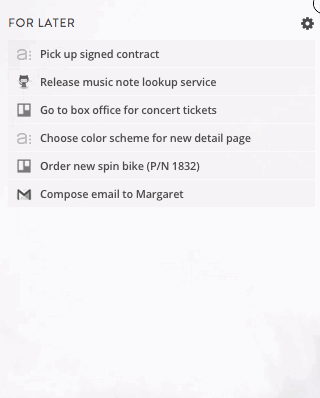 FOR LATER
Pick up signed contract
Release music note lookup service
Go to box office for concert tickets
Choose color scheme for new detail page
Order new spin bike (P/N 1832)
Compose email to Margaret